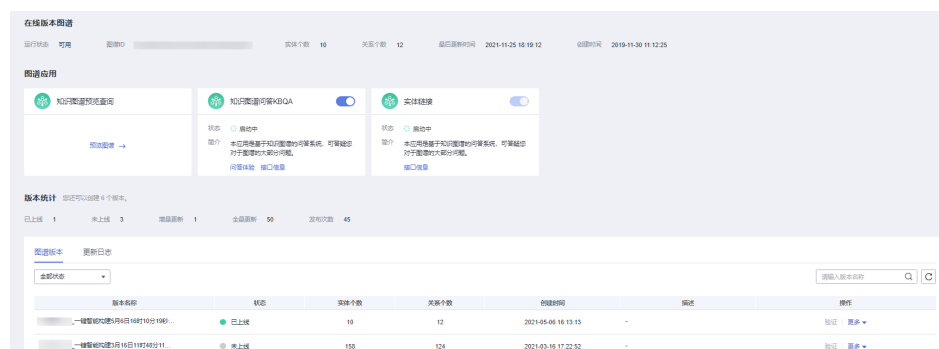 在线版本图谱
运行状态 可用 图谱ID 实体个数 10 关系个数 12 最后更新时间 2021-11-25 18:19:12 创建时间 2019-11-30 11:12:25
图谱应用
知识图谱预览查询 知识图谱问答KBQA 实体链接
预览图谱 →
状态 启动中 状态 启动中
简介 本应用是基于知识图谱的问答系统，可答疑您 简介 本应用是基于知识图谱的问答系统，可答疑您
对于图谱的大部分问题。 对于图谱的大部分问题。
问答体验 接口信息 接口信息
版本统计 您还可以创建 6 个版本。
已上线 1 未上线 3 增量更新 1 全量更新 50 发布次数 45
图谱版本 更新日志
全部状态 请输入版本名称
版本名称 状态 实体个数 关系个数 创建时间 描述 操作
_一键智能构建5月6日16时10分19秒... 已上线 10 12 2021-05-06 16:13:13 - 验证 更多
_一键智能构建3月16日11时48分11... 未上线 158 124 2021-03-16 17:22:52 - 验证 更多